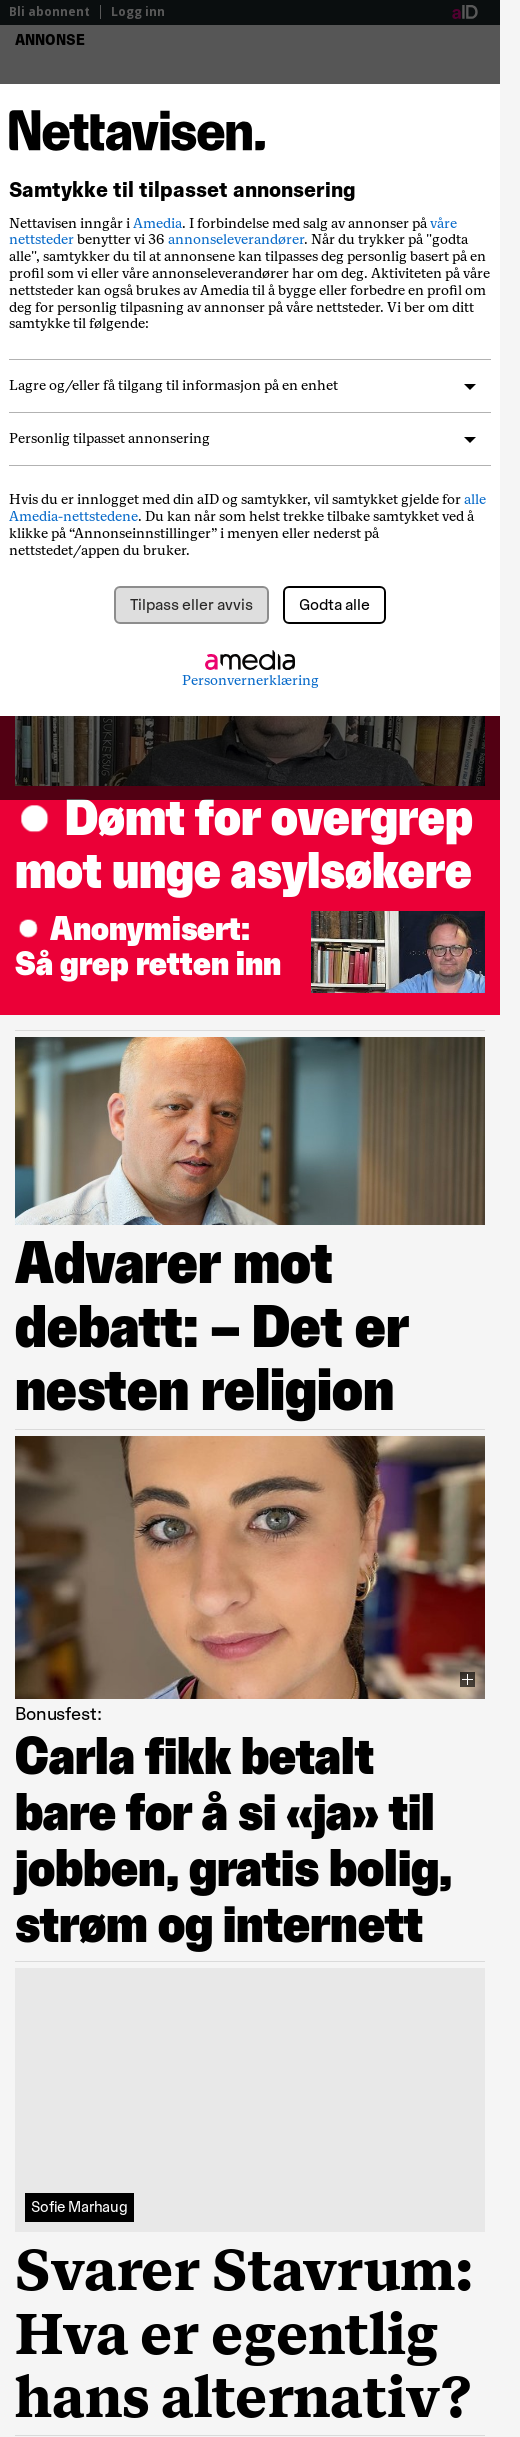 Bli abonnent
Logg inn
aID
ANNONSE
Nettavisen.
Samtykke til tilpasset annonsering
Nettavisen inngår i Amedia. I forbindelse med salg av annonser på våre
nettsteder benytter vi 36 annonseleverandører. Når du trykker på "godta
alle", samtykker du til at annonsene kan tilpasses deg personlig basert på en
profil som vi eller våre annonseleverandører har om deg. Aktiviteten på våre
nettsteder kan også brukes av Amedia til å bygge eller forbedre en profil om
deg for personlig tilpasning av annonser på våre nettsteder. Vi ber om ditt
samtykke til følgende:
Lagre og/eller få tilgang til informasjon på en enhet
Personlig tilpasset annonsering
Hvis du er innlogget med din aID og samtykker, vil samtykket gjelde for alle
Amedia-nettstedene. Du kan når som helst trekke tilbake samtykket ved å
klikke på “Annonseinnstillinger” i menyen eller nederst på
nettstedet/appen du bruker.
Tilpass eller avvis
Godta alle
amedia
Personvernerklæring
Dømt for overgrep
mot unge asylsøkere
Anonymisert:
Så grep retten inn
Advarer mot
debatt: – Det er
nesten religion
Bonusfest:
Carla fikk betalt
bare for å si «ja» til
jobben, gratis bolig,
strøm og internett
Sofie Marhaug
Svarer Stavrum:
Hva er egentlig
hans alternativ?